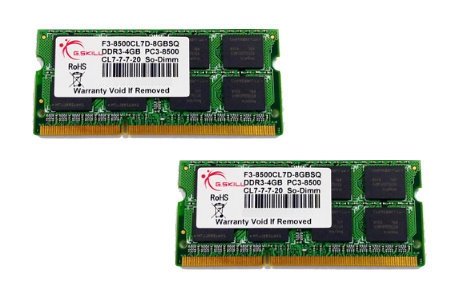 F3-8500CL7D-8GBSQ
DDR3-4GB PC3-8500
CL7-7-7-20 So-Dimm
G.SKILL
RoHS
Warranty Void If Removed
F3-8500CL7D-8GBSQ
DDR3-4GB PC3-8500
CL7-7-7-20 So-Dimm
G.SKILL
RoHS
Warranty Void If Removed